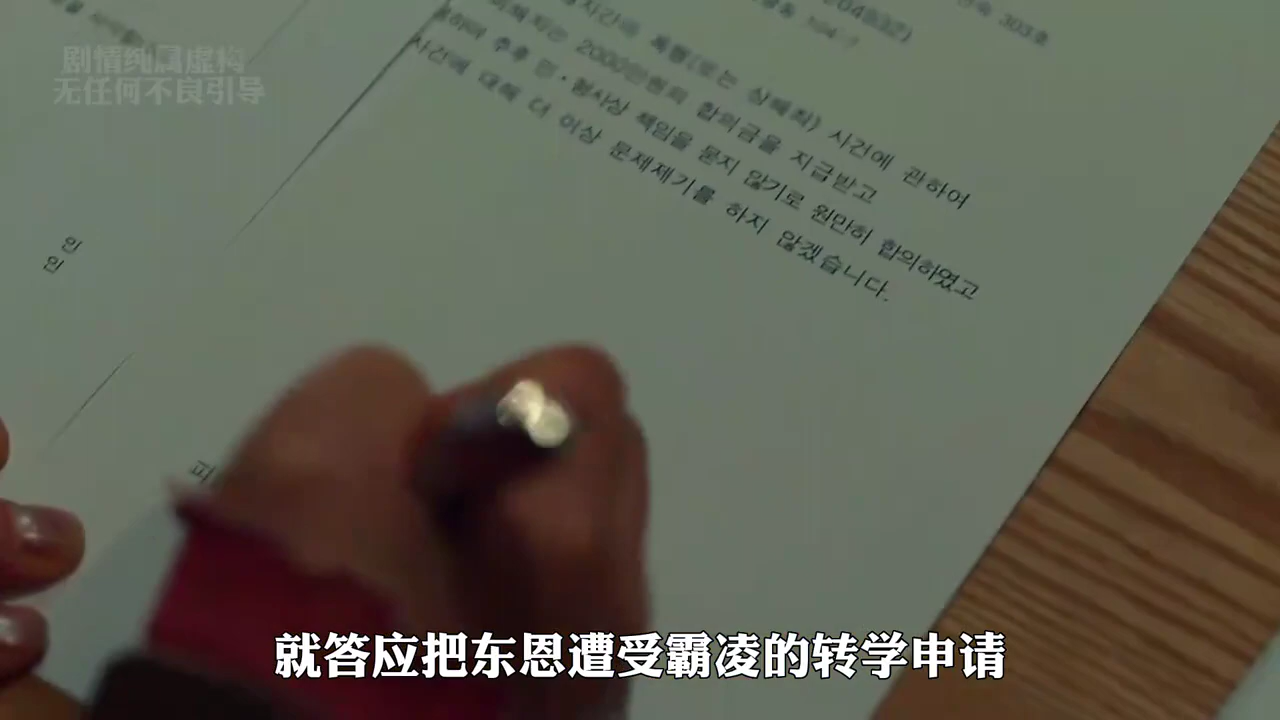 剧情纯属虚构
无任何不良引导
303호
폭행(또는 상해죄) 사건에 관하여
2000만원의 합의금을 지급받고
추후 민·형사상 책임을 묻지 않기로 원만히 합의하였고
사건에 대해 더 이상 문제제기를 하지 않겠습니다.
인
인
피
就答应把东恩遭受霸凌的转学申请